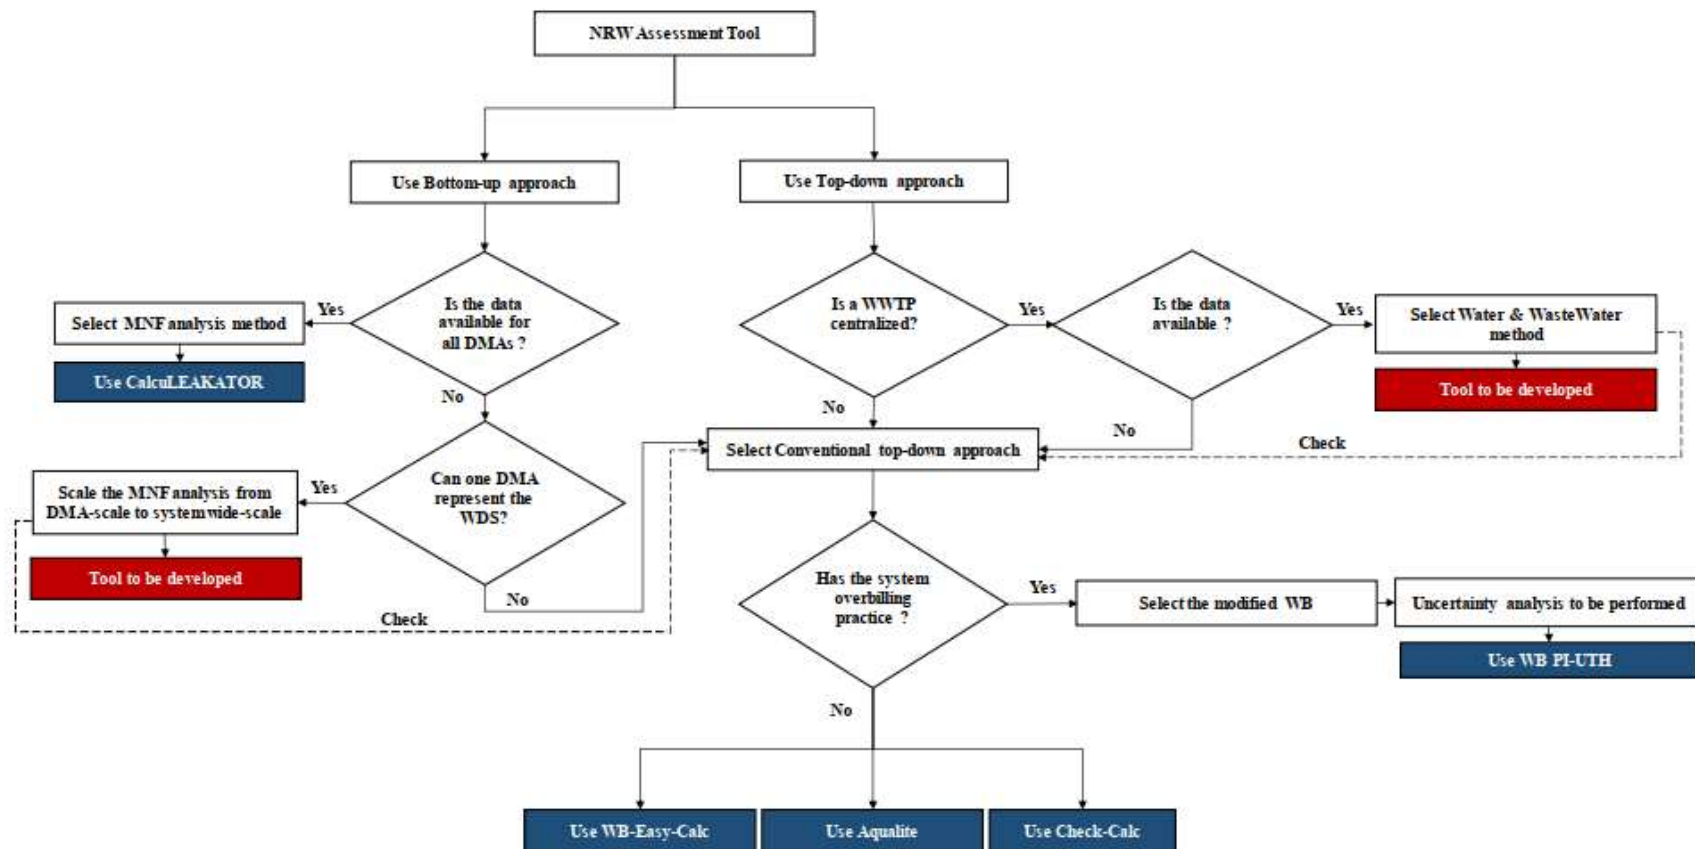 NRW Assessment Tool
Use Bottom-up approach
Use Top-down approach
Is the data
available for
all DMAs ?
Yes
Select MNF analysis method
Use CalcuLEAKATOR
No
Is a WWTP
centralized?
Yes
Is the data
available ?
Yes
Select Water & WasteWater
method
Tool to be developed
No
No
Check
Select Conventional top-down approach
Can one DMA
represent the
WDS?
Yes
Scale the MNF analysis from
DMA-scale to systemwide-scale
Tool to be developed
No
Check
Has the system
overbilling
practice ?
Yes
Select the modified WB
Uncertainty analysis to be performed
Use WB PI-UTH
No
Use WB-Easy-Calc
Use Aqualite
Use Check-Calc